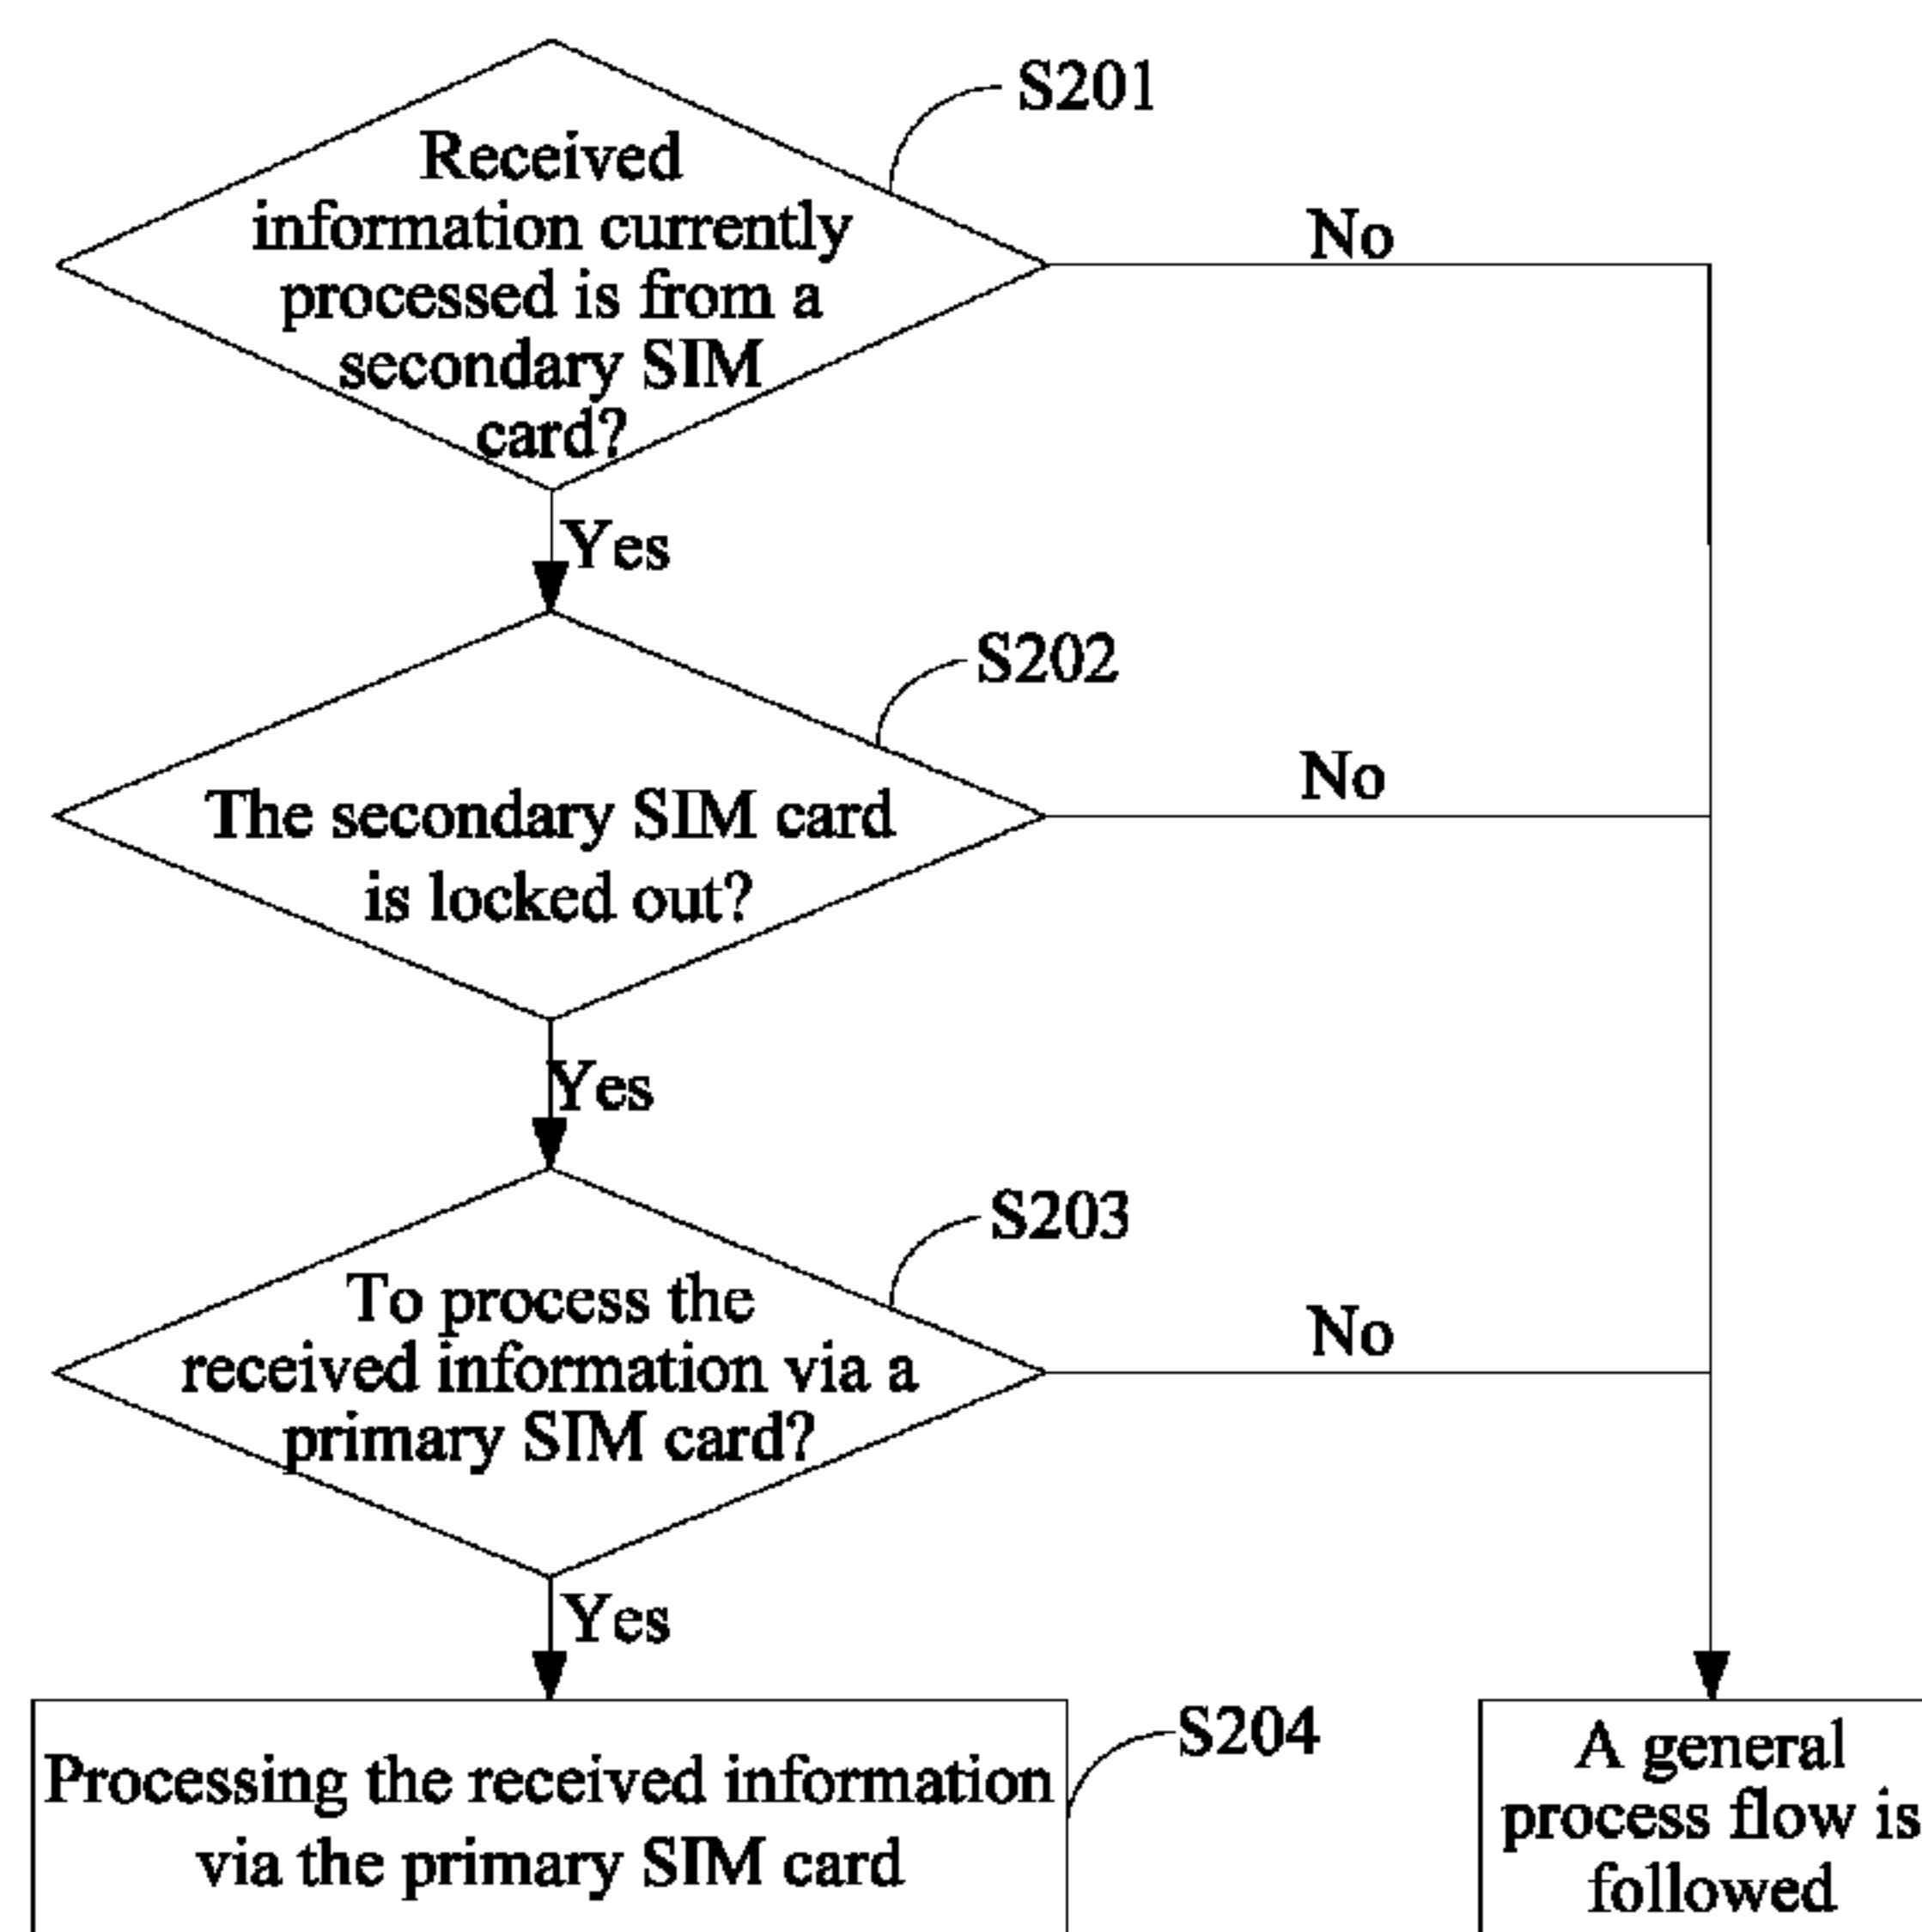 S201
Received
information currently
processed is from a
secondary SIM
card?
No
Yes
S202
The secondary SIM card
is locked out?
No
Yes
S203
To process the
received information via a
primary SIM card?
No
Yes
S204
Processing the received information
via the primary SIM card
A general
process flow is
followed